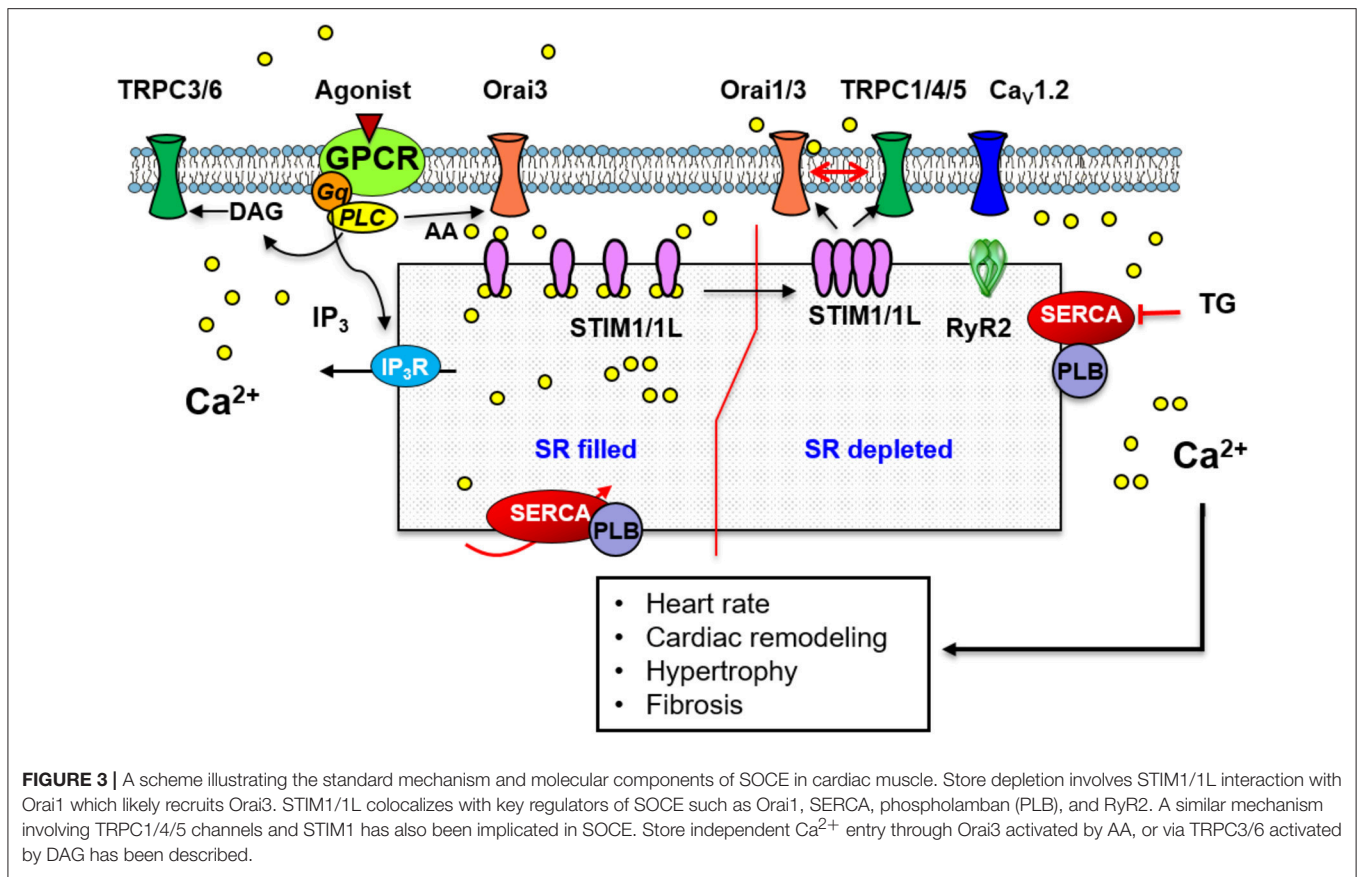 TRPC3/6 Agonist Orai3 Orai1/3 TRPC1/4/5 CaV1.2
GPCR
Gq
PLC
DAG
AA
IP3
STIM1/1L
STIM1/1L
RyR2
SERCA
TG
PLB
IP3R
Ca2+
SR filled
SR depleted
Ca2+
SERCA
PLB
• Heart rate
• Cardiac remodeling
• Hypertrophy
• Fibrosis
FIGURE 3 | A scheme illustrating the standard mechanism and molecular components of SOCE in cardiac muscle. Store depletion involves STIM1/1L interaction with
Orai1 which likely recruits Orai3. STIM1/1L colocalizes with key regulators of SOCE such as Orai1, SERCA, phospholamban (PLB), and RyR2. A similar mechanism
involving TRPC1/4/5 channels and STIM1 has also been implicated in SOCE. Store independent Ca2+ entry through Orai3 activated by AA, or via TRPC3/6 activated
by DAG has been described.